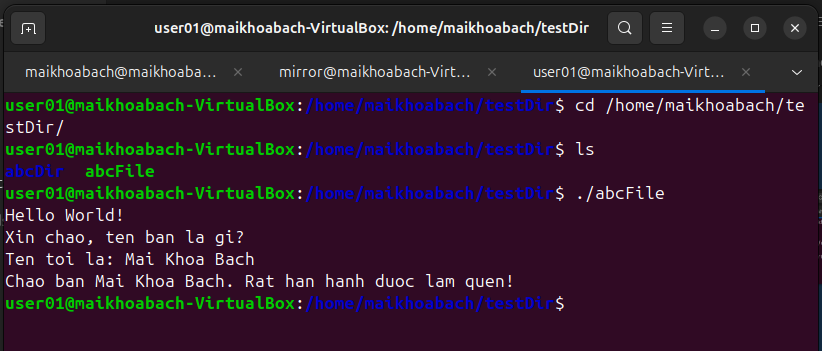 user01@maikhoabach-VirtualBox: /home/maikhoabach/testDir
maikhoabach@maikhoaba... mirror@maikhoabach-Virt... user01@maikhoabach-Virt...
user01@maikhoabach-VirtualBox:/home/maikhoabach/testDir$ cd /home/maikhoabach/te
stDir/
user01@maikhoabach-VirtualBox:/home/maikhoabach/testDir$ ls
abcDir abcFile
user01@maikhoabach-VirtualBox:/home/maikhoabach/testDir$ ./abcFile
Hello World!
Xin chao, ten ban la gi?
Ten toi la: Mai Khoa Bach
Chao ban Mai Khoa Bach. Rat han hanh duoc lam quen!
user01@maikhoabach-VirtualBox:/home/maikhoabach/testDir$